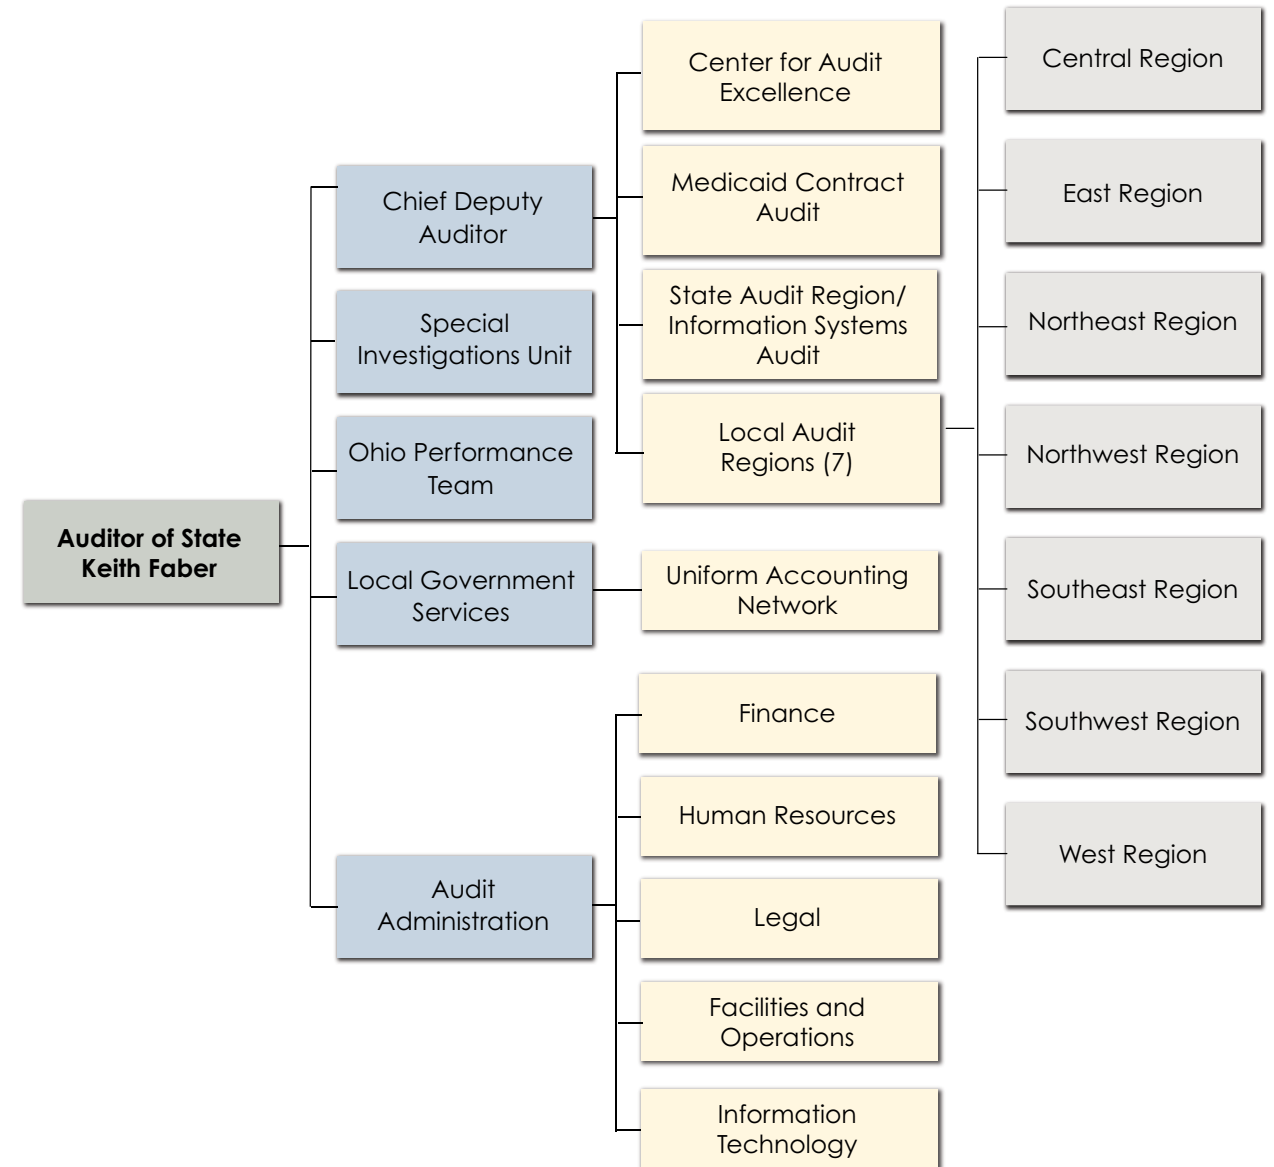 Auditor of State
Keith Faber
Chief Deputy
Auditor
Special
Investigations Unit
Ohio Performance
Team
Local Government
Services
Audit
Administration
Center for Audit
Excellence
Medicaid Contract
Audit
State Audit Region/
Information Systems
Audit
Local Audit
Regions (7)
Uniform Accounting
Network
Finance
Human Resources
Legal
Facilities and
Operations
Information
Technology
Central Region
East Region
Northeast Region
Northwest Region
Southeast Region
Southwest Region
West Region